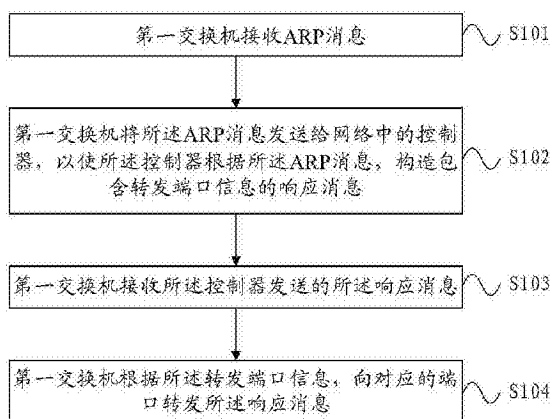 第一交换机接收ARP消息
S101
第一交换机将所述ARP消息发送给网络中的控制
器，以使所述控制器根据所述ARP消息，构造包
含转发端口信息的响应消息
S102
第一交换机接收所述控制器发送的所述响应消息
S103
第一交换机根据所述转发端口信息，向对应的端
口转发所述响应消息
S104